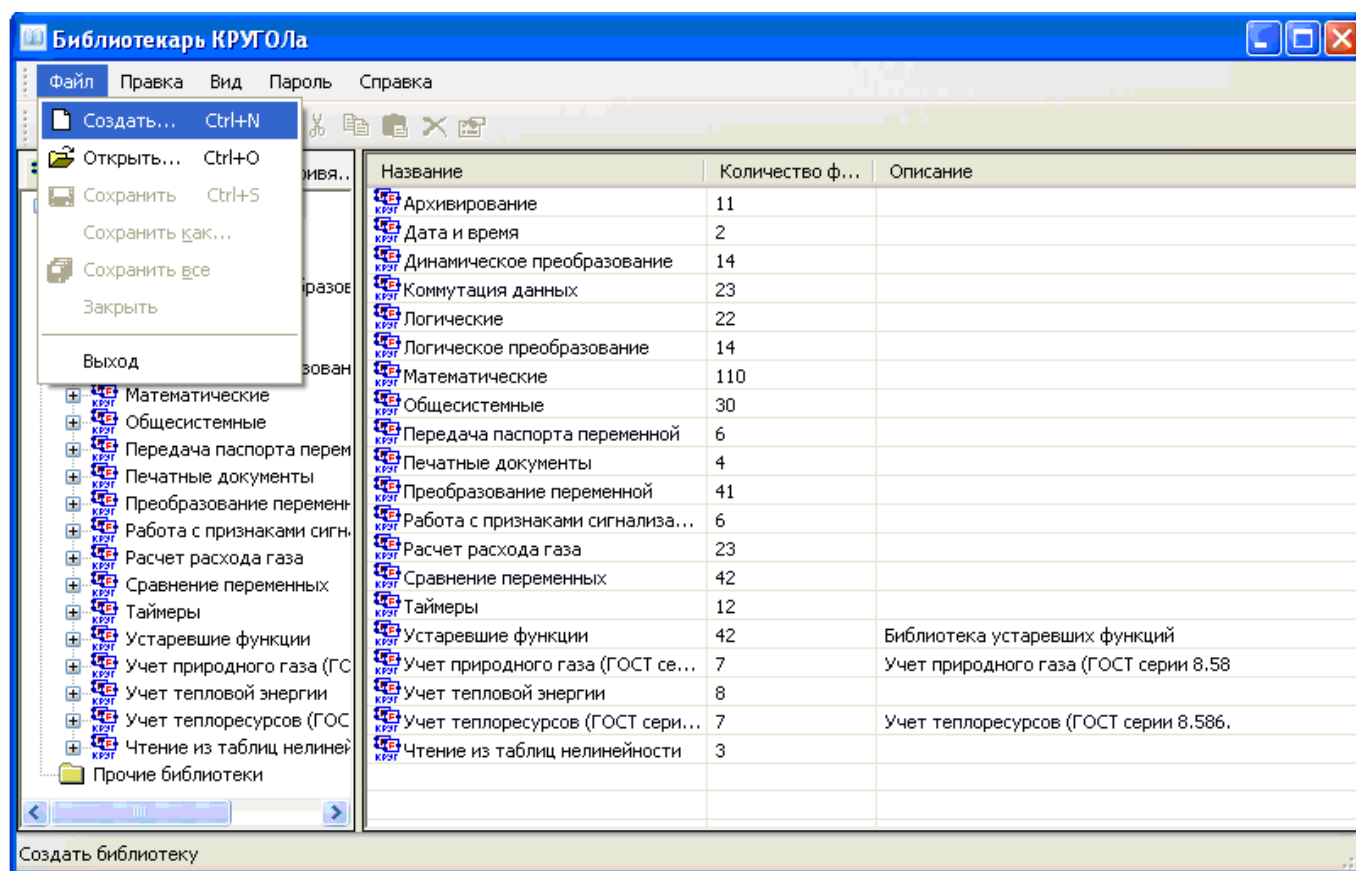 Библиотекарь КРУГОЛа
Файл Правка Вид Пароль Справка
Создать... Ctrl+N
Открыть... Ctrl+O
Сохранить Ctrl+S
Сохранить как...
Сохранить все
Закрыть
Выход
Математические
Общесистемные
Передача паспорта перем
Печатные документы
Преобразование перемен
Работа с признаками сигн
Расчет расхода газа
Сравнение переменных
Таймеры
Устаревшие функции
Учет природного газа (ГО
Учет тепловой энергии
Учет теплоресурсов (ГОС
Чтение из таблиц нелиней
Прочие библиотеки
Название Количество ф... Описание
Архивирование 11
Дата и время 2
Динамическое преобразование 14
Коммутация данных 23
Логические 22
Логическое преобразование 14
Математические 110
Общесистемные 30
Передача паспорта переменной 6
Печатные документы 4
Преобразование переменной 41
Работа с признаками сигнализа... 6
Расчет расхода газа 23
Сравнение переменных 42
Таймеры 12
Устаревшие функции 42 Библиотека устаревших функций
Учет природного газа (ГОСТ се... 7 Учет природного газа (ГОСТ серии 8.58
Учет тепловой энергии 8
Учет теплоресурсов (ГОСТ сери... 7 Учет теплоресурсов (ГОСТ серии 8.586.
Чтение из таблиц нелинейности 3
Создать библиотеку